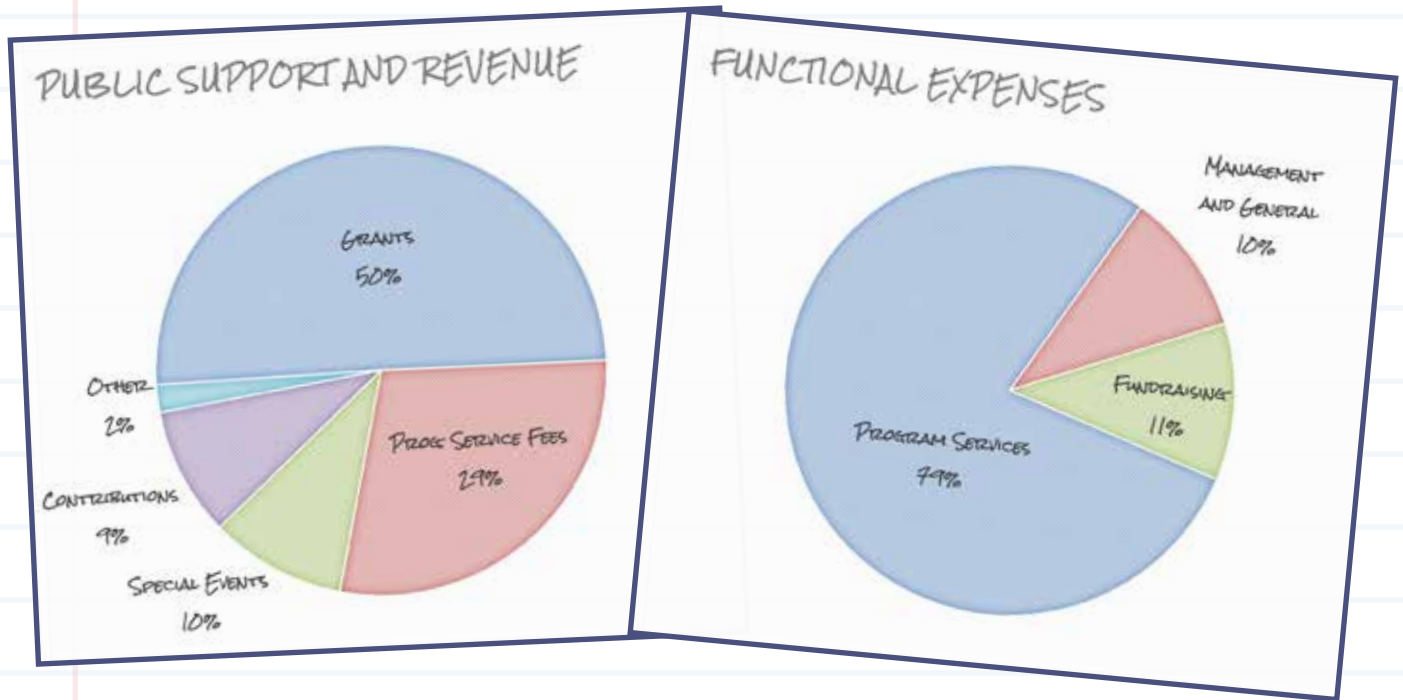 PUBLIC SUPPORT AND REVENUE
GRANTS
50%
OTHER
2%
PROG SERVICE FEES
29%
CONTRIBUTIONS
9%
SPECIAL EVENTS
10%
FUNCTIONAL EXPENSES
MANAGEMENT
AND GENERAL
10%
FUNDRAISING
11%
PROGRAM SERVICES
79%